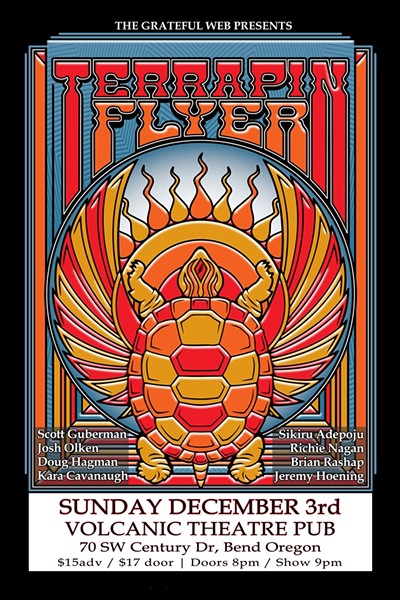 THE GRATEFUL WEB PRESENTS
TERRAPIN
FLYER
Scott Guberman
Josh Olken
Doug Hagman
Kara Cavanaugh
Sikiru Adepoju
Richie Nagan
Brian Rashap
Jeremy Hoening
SUNDAY DECEMBER 3rd
VOLCANIC THEATRE PUB
70 SW Century Dr, Bend Oregon
$15adv / $17 door | Doors 8pm / Show 9pm